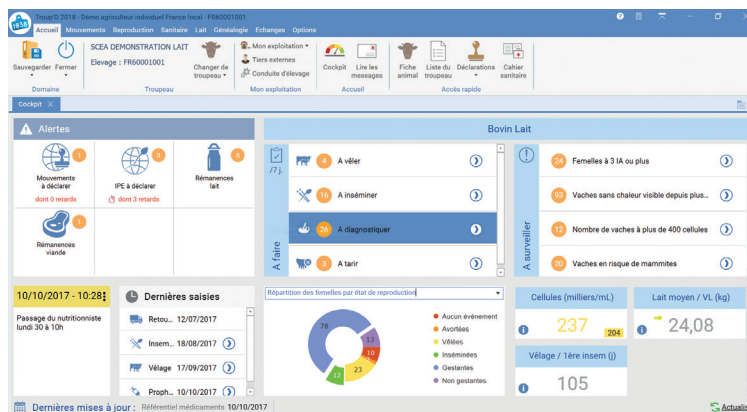 1838
Troup'O 2018 - Démo agriculteur individuel France local - FR60001001
Accueil Mouvements Reproduction Sanitaire Lait Généalogie Echanges Options
Sauvegarder Fermer
Domaine
SCEA DEMONSTRATION LAIT
Elevage : FR60001001
Changer de
troupeau
Troupeau
Mon exploitation
Tiers externes
Conduite d'élevage
Mon exploitation
Cockpit
Lire les
messages
Accueil
Fiche
animal
Liste du
troupeau
Déclarations
Cahier
sanitaire
Accès rapide
Cockpit
Alertes
1
Mouvements
à déclarer
dont 0 retards
3
IPE à déclarer
dont 3 retards
Rémanences
lait
1
Rémanences
viande
Bovin Lait
/7 j.
A faire
4 A vêler
16 A inséminer
26 A diagnostiquer
3 A tarir
A surveiller
24 Femelles à 3 IA ou plus
93 Vaches sans chaleur visible depuis plus...
12 Nombre de vaches à plus de 400 cellules
20 Vaches en risque de mammites
10/10/2017 - 10:28
Passage du nutritionniste
lundi 30 à 10h
Dernières saisies
Retou... 12/07/2017
Insem... 18/08/2017
Vêlage 17/09/2017
Proph... 10/10/2017
Répartition des femelles par état de reproduction
78
13
10
23
12
Aucun évènement
Avortées
Vêlées
Inséminées
Gestantes
Non gestantes
Cellules (milliers/mL)
237
204
Lait moyen / VL (kg)
24,08
Vêlage / 1ère insem (j)
105
Dernières mises à jour : Référentiel médicaments 10/10/2017
Actualis